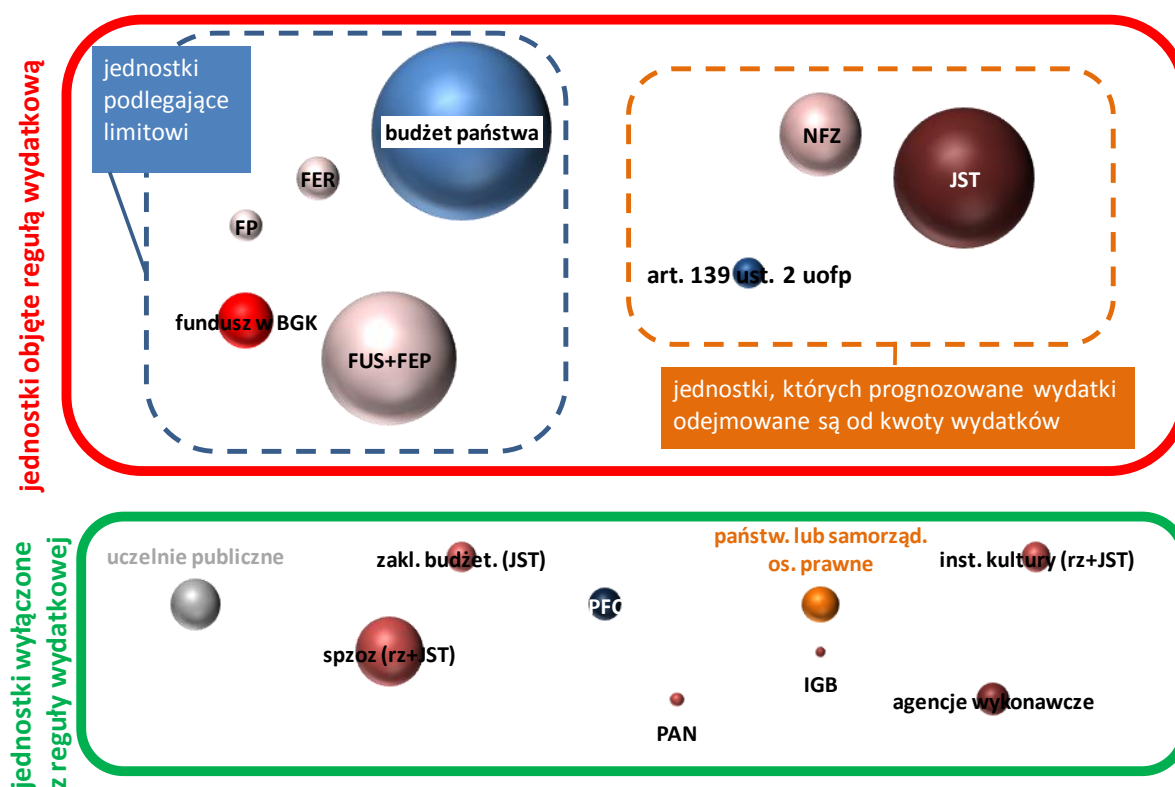 jednostki objęte regułą wydatkową
jednostki
podlegające
limitowi
budżet państwa
FER
FP
fundusz w BGK
FUS+FEP
NFZ
JST
art. 139 ust. 2 uofp
jednostki, których prognozowane wydatki
odejmowane są od kwoty wydatków
jednostki wyłączone
z reguły wydatkowej
uczelnie publiczne
zakl. budżet. (JST)
państw. lub samorząd.
os. prawne
inst. kultury (rz+JST)
PFC
spzoz (rz+JST)
IGB
agencje wykonawcze
PAN